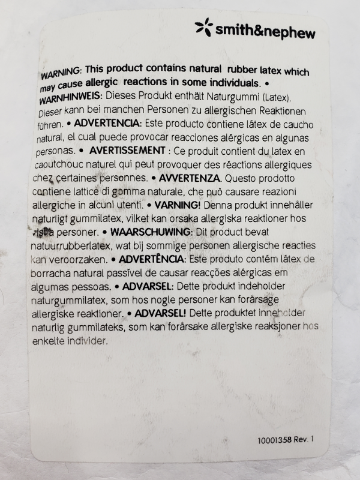 smith&nephew
WARNING: This product contains natural rubber latex which
may cause allergic reactions in some individuals. •
WARNHINWEIS: Dieses Produkt enthält Naturgummi (Latex).
Dieser kann bei manchen Personen zu allergischen Reaktionen
führen. • ADVERTENCIA: Este producto contiene látex de caucho
natural, el cual puede provocar reacciones alérgicas en algunas
personas. • AVERTISSEMENT : Ce produit contient du latex en
caoutchouc naturel qui peut provoquer des réactions allergiques
chez certaines personnes. • AVVERTENZA. Questo prodotto
contiene lattice di gomma naturale, che può causare reazioni
allergiche in alcuni utenti. • VARNING! Denna produkt innehåller
naturligt gummilatex, vilket kan orsaka allergiska reaktioner hos
vissa personer. • WAARSCHUWING: Dit product bevat
natuurrubberlatex, wat bij sommige personen allergische reacties
kan veroorzaken. • ADVERTÊNCIA: Este produto contém látex de
borracha natural passível de causar reacções alérgicas em
algumas pessoas. • ADVARSEL: Dette produkt indeholder
naturgummilatex, som hos nogle personer kan forårsage
allergiske reaktioner. • ADVARSEL! Dette produktet inneholder
naturlig gummilateks, som kan forårsake allergiske reaksjoner hos
enkelte individer.
10001358 Rev. 1